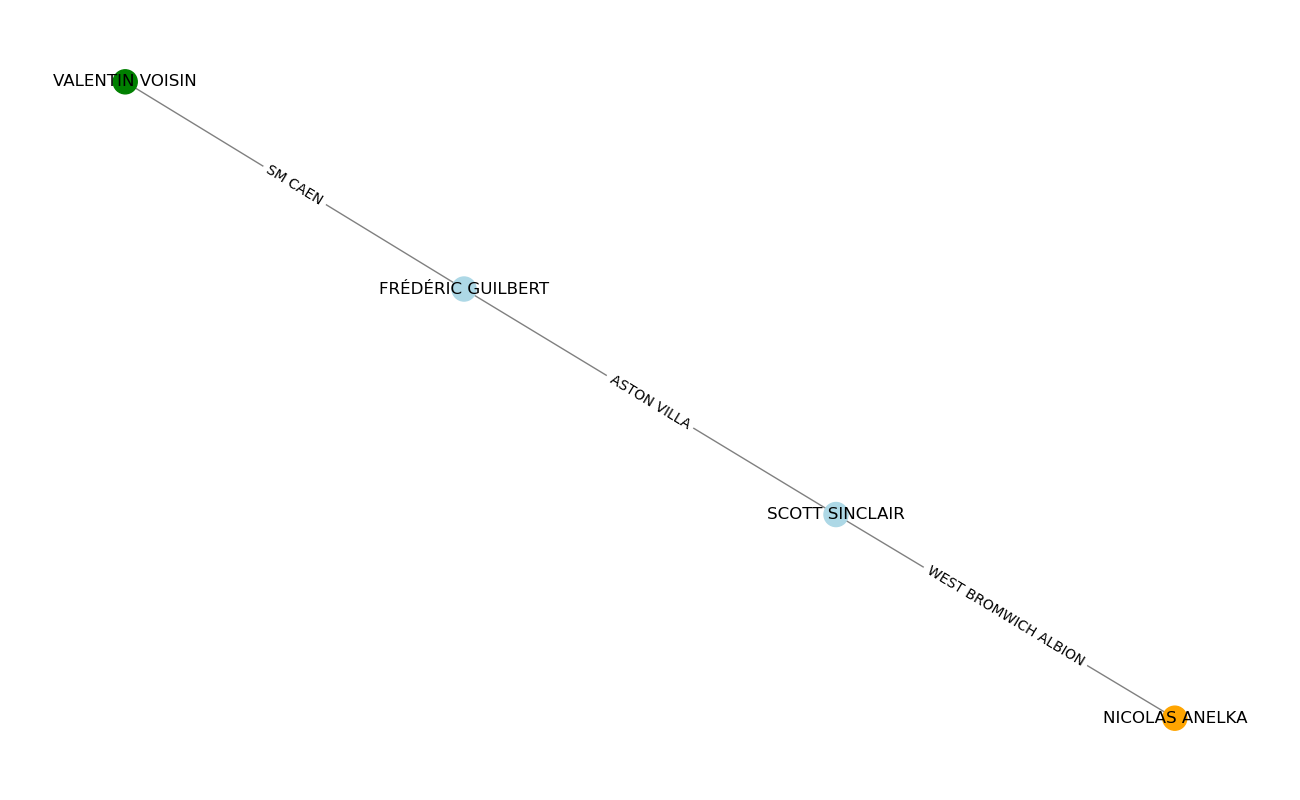 VALENTIN VOISIN
SM CAEN
FRÉDÉRIC GUILBERT
ASTON VILLA
SCOTT SINCLAIR
WEST BROMWICH ALBION
NICOLAS ANELKA